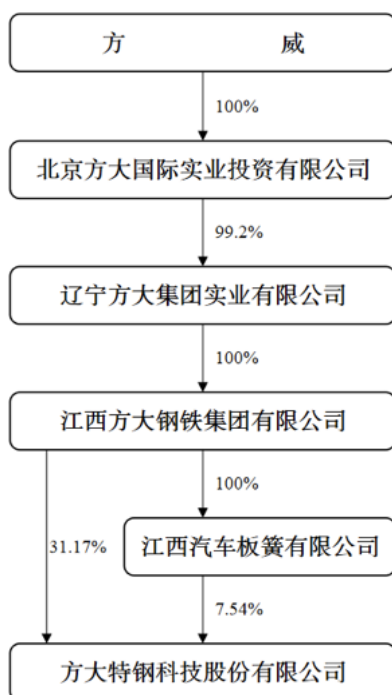 方 威
100%
北京方大国际实业投资有限公司
99.2%
辽宁方大集团实业有限公司
100%
江西方大钢铁集团有限公司
100%
31.17%
江西汽车板簧有限公司
7.54%
方大特钢科技股份有限公司